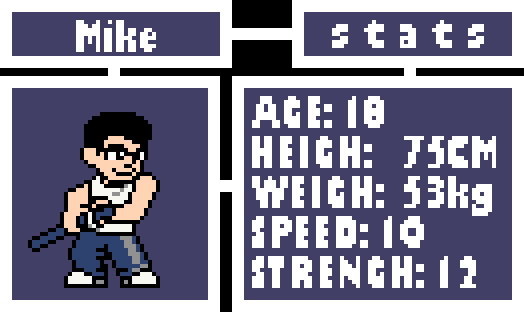 Mike
stats
AGE: 18
HEIGH: 75CM
WEIGH: 53kg
SPEED: 10
STRENGH: 12